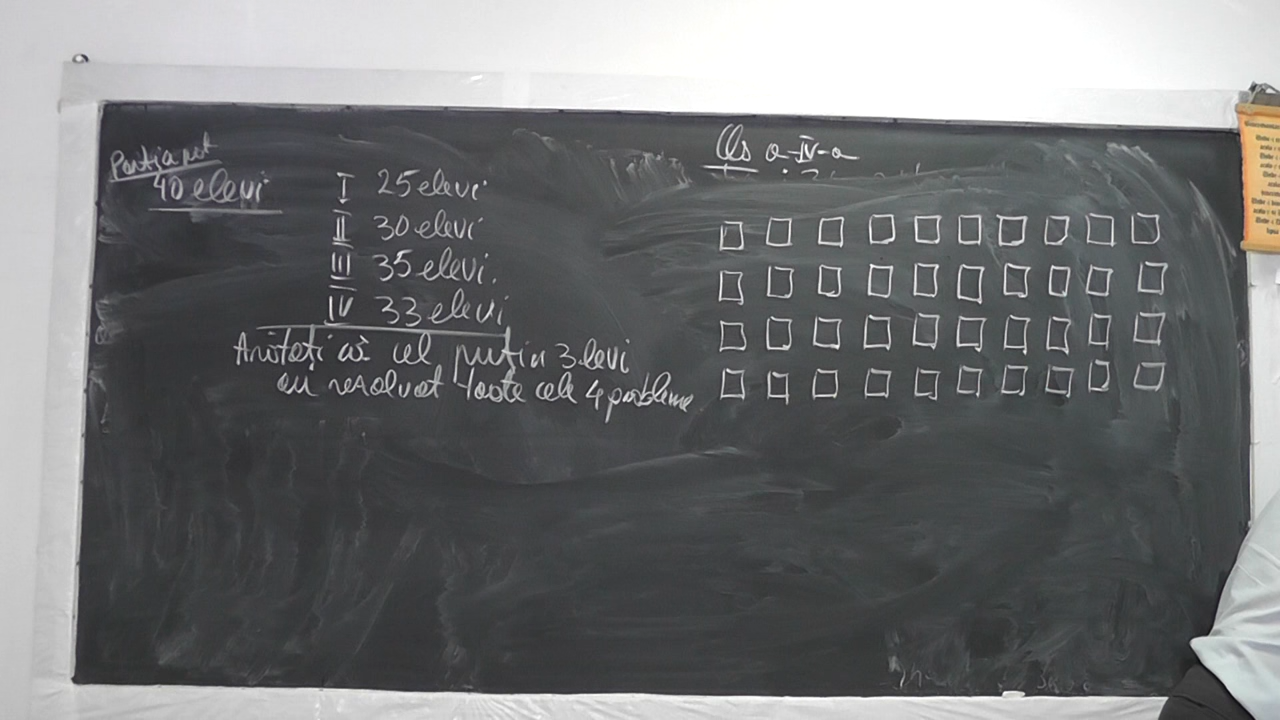 Participă
40 elevi
I 25 elevi
II 30 elevi
III 35 elevi.
IV 33 elevi
Arătați că cel puțin 3 elevi
au rezolvat toate cele 4 probleme
Cls a-IV-a